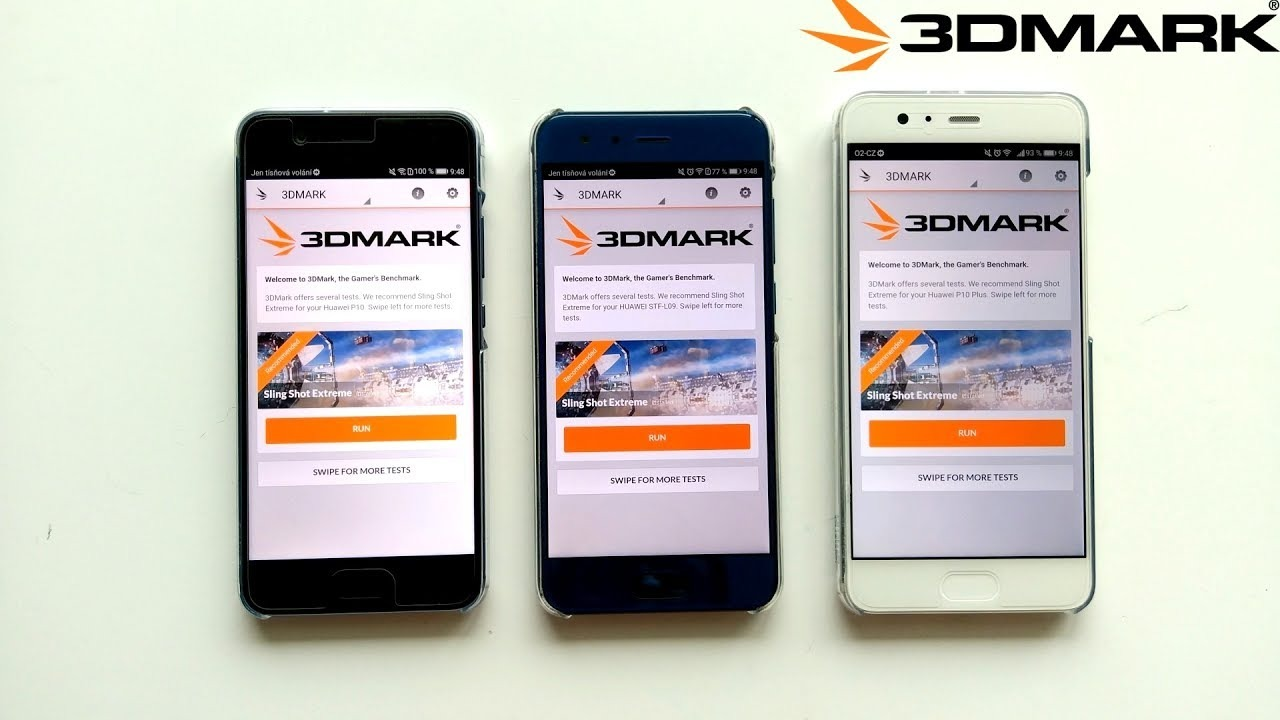 3DMARK®
Jen tísňová volání 100 % 9:48
3DMARK
3DMARK®
Welcome to 3DMark, the Gamer's Benchmark.
3DMark offers several tests. We recommend Sling Shot
Extreme for your Huawei P10. Swipe left for more
tests.
Recommended
Sling Shot Extreme
RUN
SWIPE FOR MORE TESTS
Jen tísňová volání 77 % 9:48
3DMARK
3DMARK®
Welcome to 3DMark, the Gamer's Benchmark.
3DMark offers several tests. We recommend Sling Shot
Extreme for your HUAWEI STF-L09. Swipe left for more
tests.
Recommended
Sling Shot Extreme
RUN
SWIPE FOR MORE TESTS
O2-CZ 93 % 9:48
3DMARK
3DMARK®
Welcome to 3DMark, the Gamer's Benchmark.
3DMark offers several tests. We recommend Sling Shot
Extreme for your Huawei P10 Plus. Swipe left for more
tests.
Recommended
Sling Shot Extreme
RUN
SWIPE FOR MORE TESTS